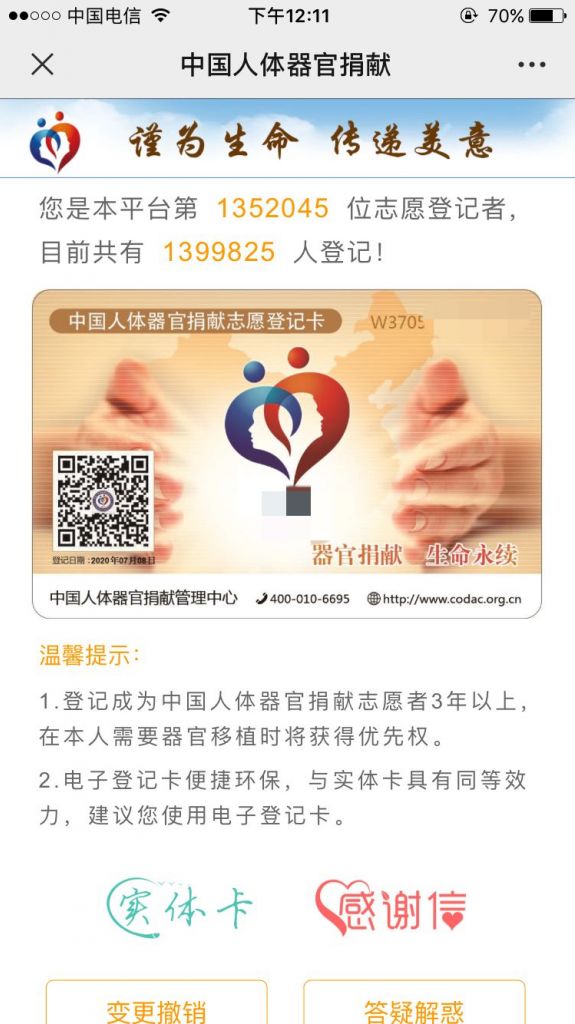 中国电信
下午12:11
70%
中国人体器官捐献
谨为生命 传递美意
您是本平台第 1352045 位志愿登记者，
目前共有 1399825 人登记！
中国人体器官捐献志愿登记卡
W3705
登记日期：2020年07月08日
器官捐献 生命永续
中国人体器官捐献管理中心 400-010-6695 http://www.codac.org.cn
温馨提示：
1.登记成为中国人体器官捐献志愿者3年以上，
在本人需要器官移植时将获得优先权。
2.电子登记卡便捷环保，与实体卡具有同等效
力，建议您使用电子登记卡。
实体卡
感谢信
变更撤销
答疑解惑